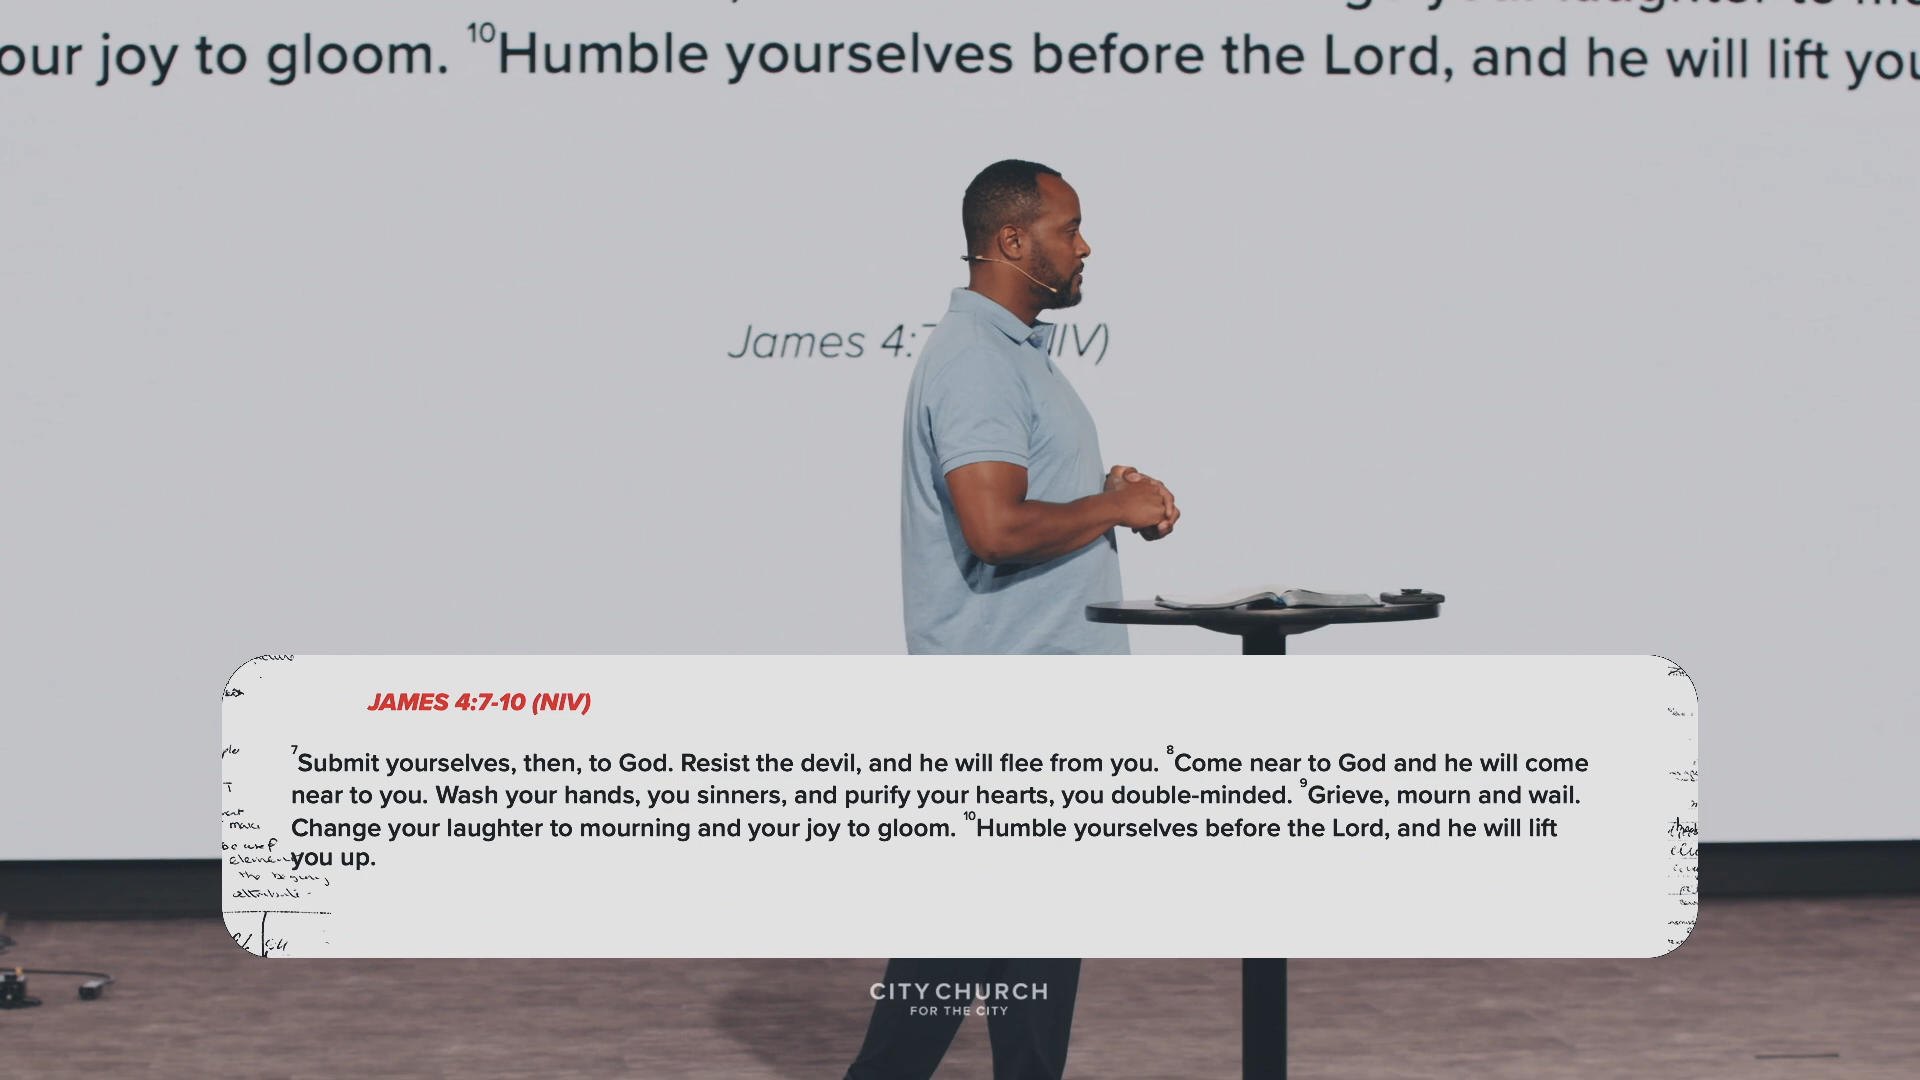 our joy to gloom. ¹⁰Humble yourselves before the Lord, and he will lift you
James 4:7 NIV)
JAMES 4:7-10 (NIV)
⁷Submit yourselves, then, to God. Resist the devil, and he will flee from you. ⁸Come near to God and he will come
near to you. Wash your hands, you sinners, and purify your hearts, you double-minded. ⁹Grieve, mourn and wail.
Change your laughter to mourning and your joy to gloom. ¹⁰Humble yourselves before the Lord, and he will lift
you up.
CITY CHURCH
FOR THE CITY